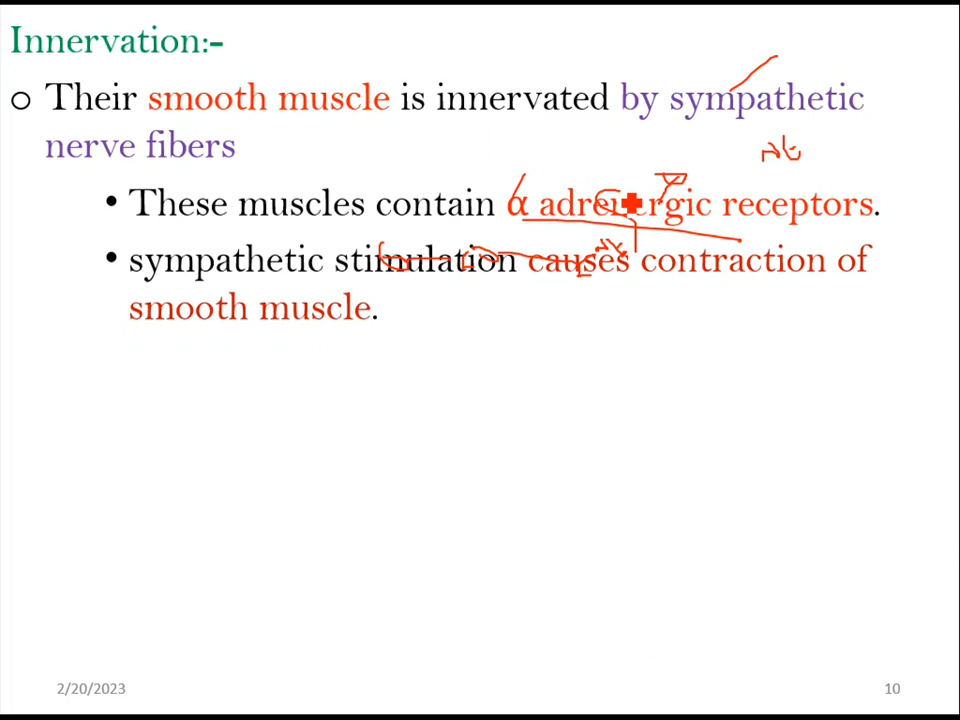 Innervation:-
o Their smooth muscle is innervated by sympathetic
nerve fibers
• These muscles contain α adrenergic receptors.
• sympathetic stimulation causes contraction of
smooth muscle.
2/20/2023
10